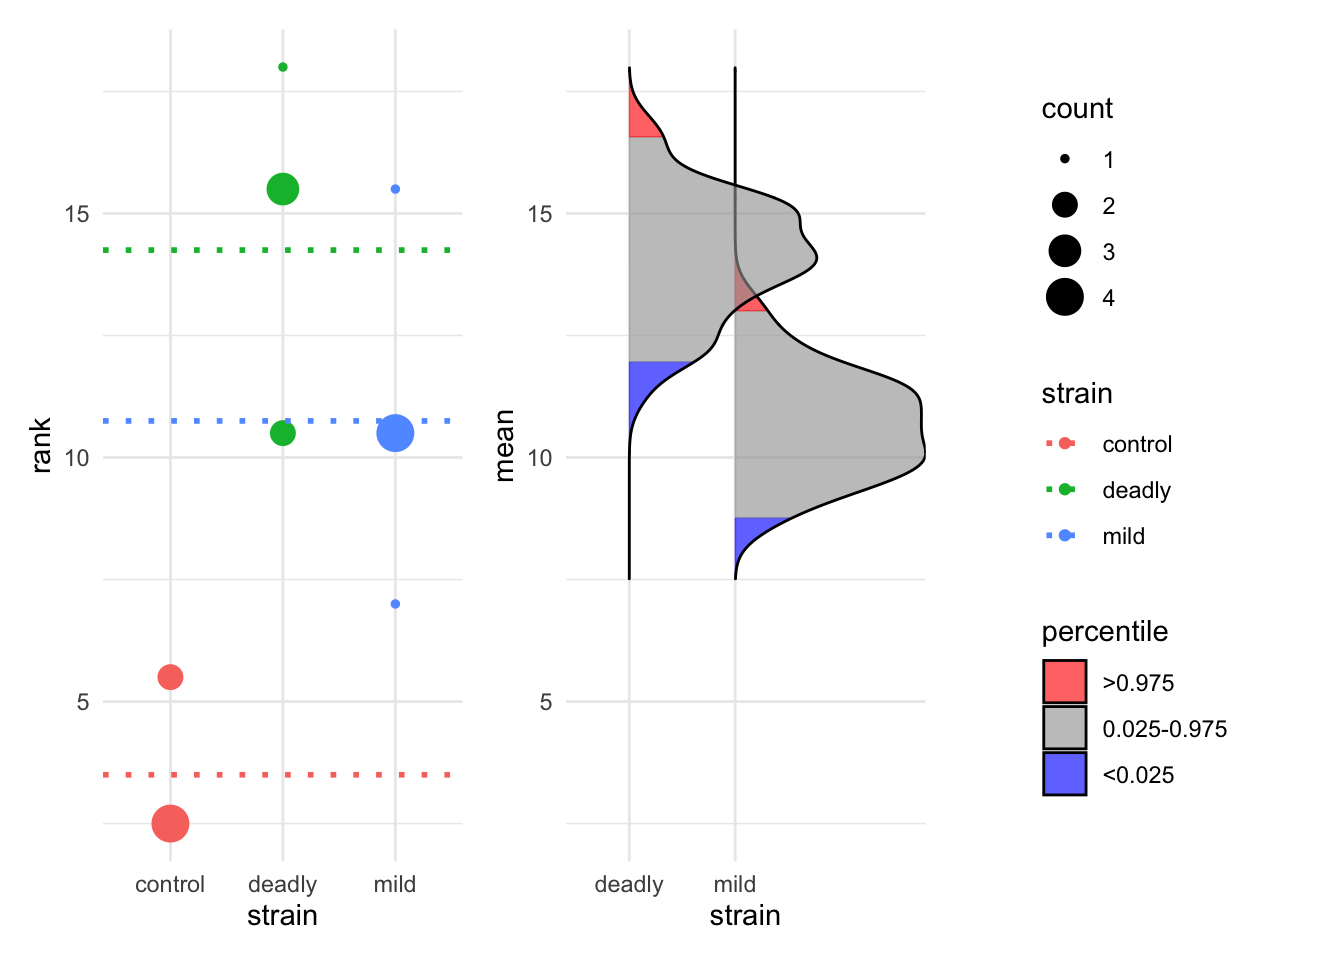 rank
15
10
5
control deadly mild
strain
mean
15
10
5
deadly mild
strain
count
1
2
3
4
strain
control
deadly
mild
percentile
>0.975
0.025-0.975
<0.025